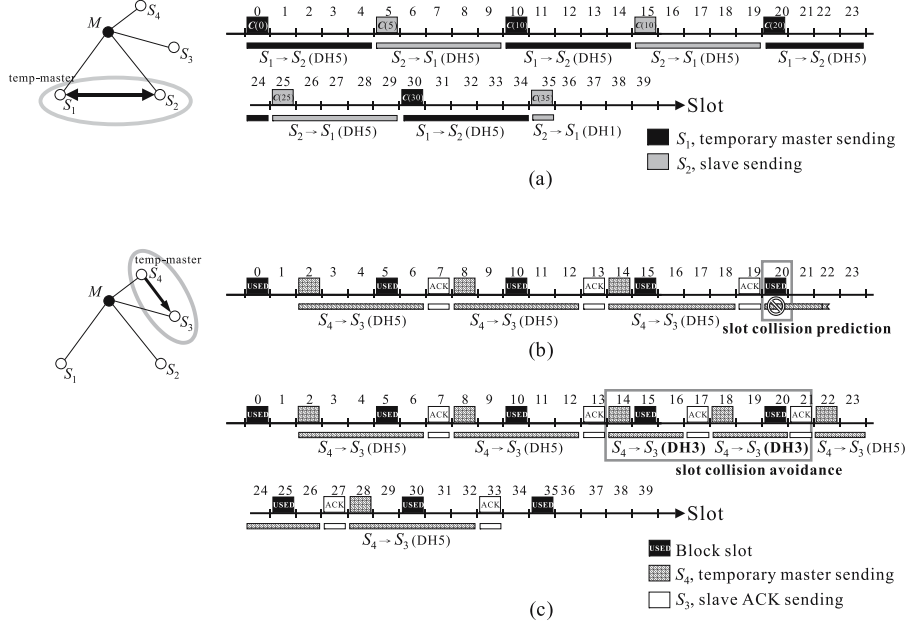 S4
M
S3
temp-master
S1
S2
0 1 2 3 4 5 6 7 8 9 10 11 12 13 14 15 16 17 18 19 20 21 22 23
C(0) C(5) C(10) C(15) C(20)
S1→S2 (DH5) S2→S1 (DH5) S1→S2 (DH5) S2→S1 (DH5) S1→S2 (DH5)
24 25 26 27 28 29 30 31 32 33 34 35 36 37 38 39
C(25 C(30) C(35
Slot
S2→S1 (DH5) S1→S2 (DH5) S2→S1 (DH1)
S1, temporary master sending
S2, slave sending
(a)
temp-master
S4
M
S3
S1
S2
0 1 2 3 4 5 6 7 8 9 10 11 12 13 14 15 16 17 18 19 20 21 22 23
USED USED ACK USED ACK USED ACK USED
S4→S3 (DH5) S4→S3 (DH5) S4→S3 (DH5)
slot collision prediction
(b)
0 1 2 3 4 5 6 7 8 9 10 11 12 13 14 15 16 17 18 19 20 21 22 23
USED USED ACK USED ACK USED ACK USED ACK
S4→S3 (DH5) S4→S3 (DH5) S4→S3 (DH3) S4→S3 (DH3) S4→S3 (DH5)
slot collision avoidance
24 25 26 27 28 29 30 31 32 33 34 35 36 37 38 39
USED ACK USED ACK USED
Slot
S4→S3 (DH5)
USED Block slot
S4, temporary master sending
S3, slave ACK sending
(c)